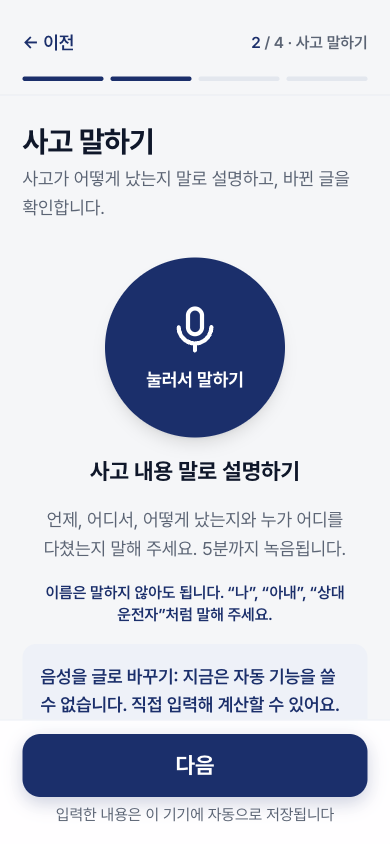 ← 이전
2 / 4 · 사고 말하기
사고 말하기
사고가 어떻게 났는지 말로 설명하고, 바뀐 글을
확인합니다.
눌러서 말하기
사고 내용 말로 설명하기
언제, 어디서, 어떻게 났는지와 누가 어디를
다쳤는지 말해 주세요. 5분까지 녹음됩니다.
이름은 말하지 않아도 됩니다. “나”, “아내”, “상대
운전자”처럼 말해 주세요.
음성을 글로 바꾸기: 지금은 자동 기능을 쓸
수 없습니다. 직접 입력해 계산할 수 있어요.
다음
입력한 내용은 이 기기에 자동으로 저장됩니다